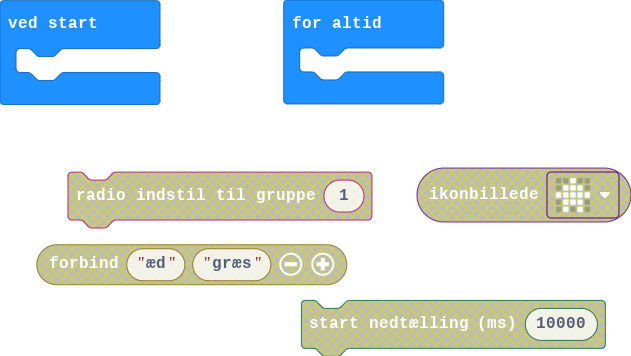 ved start
for altid
radio indstil til gruppe 1
ikonbillede
forbind "æd" "græs"
start nedtælling (ms) 10000